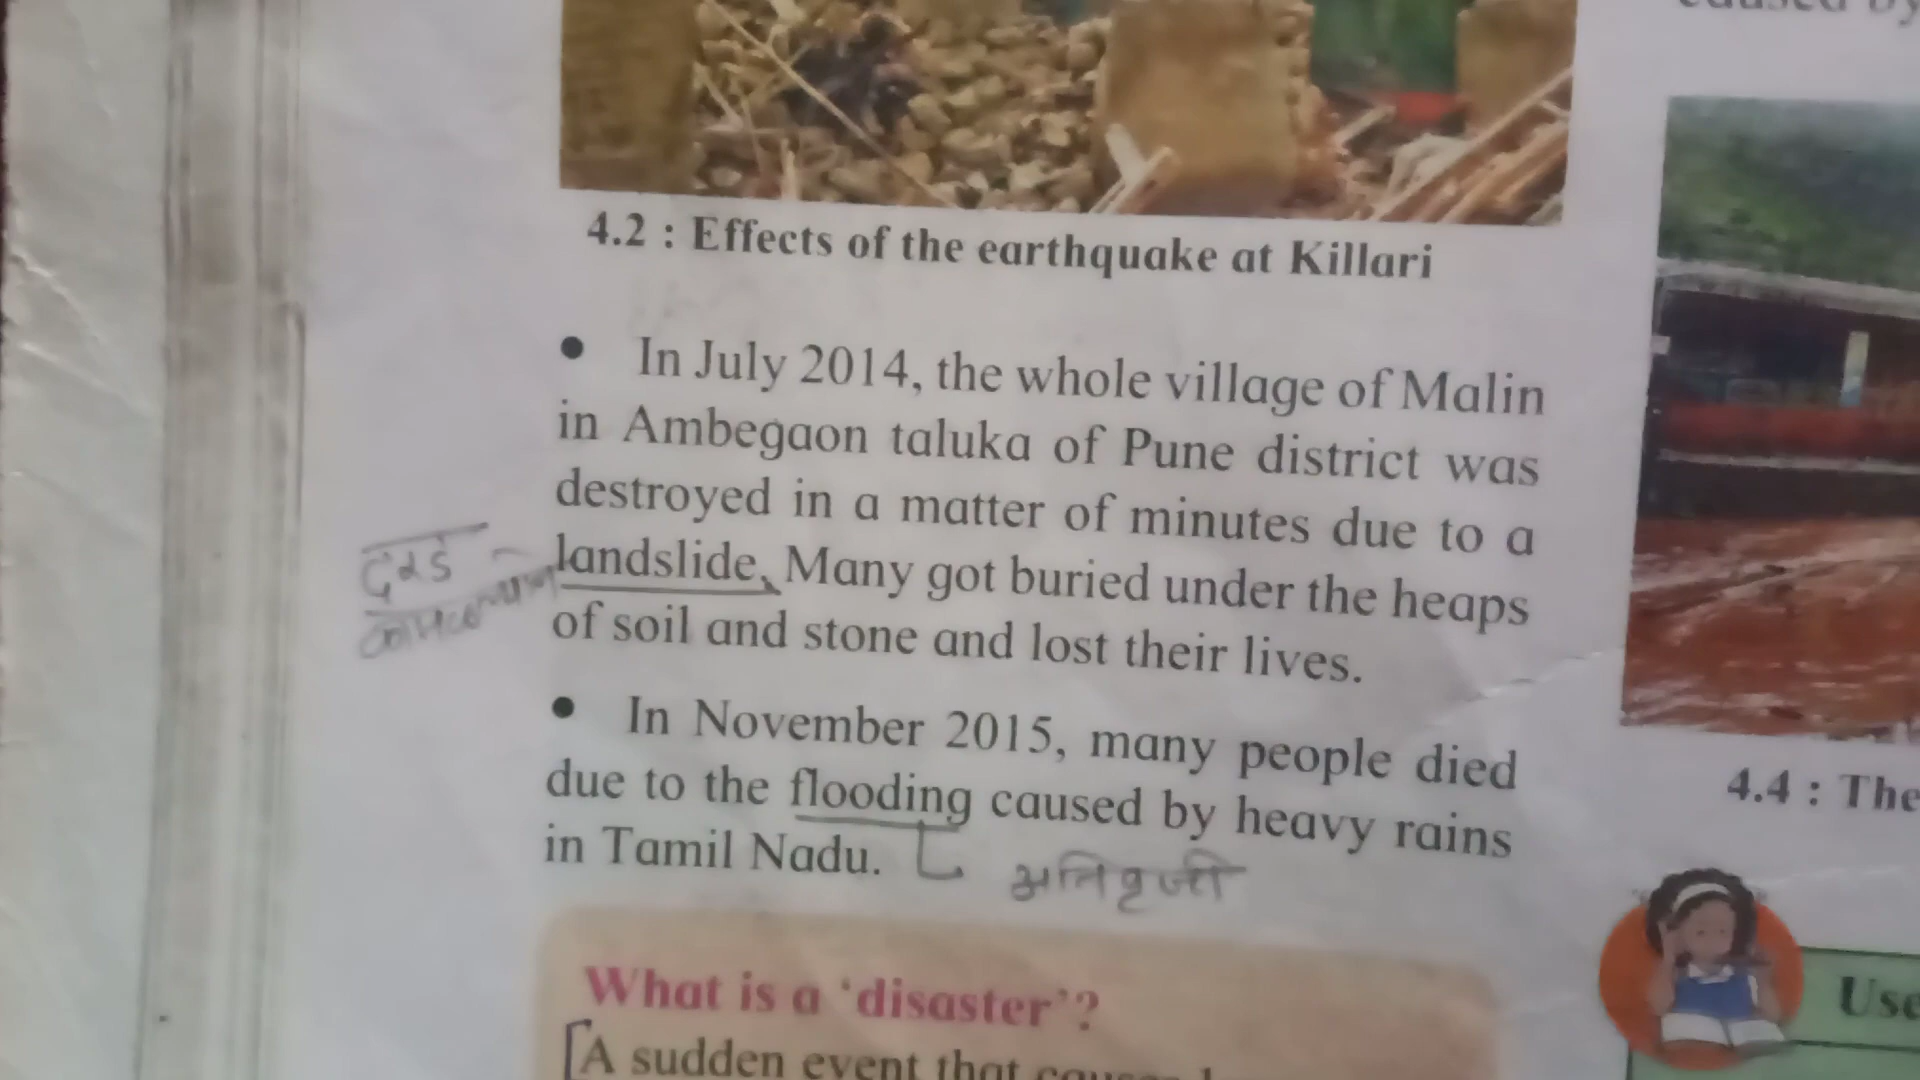 caused by
4.2 : Effects of the earthquake at Killari
• In July 2014, the whole village of Malin
in Ambegaon taluka of Pune district was
destroyed in a matter of minutes due to a
landslide. Many got buried under the heaps
of soil and stone and lost their lives.
• In November 2015, many people died
due to the flooding caused by heavy rains
in Tamil Nadu.
What is a ‘disaster’?
A sudden event that
4.4 : The
Use